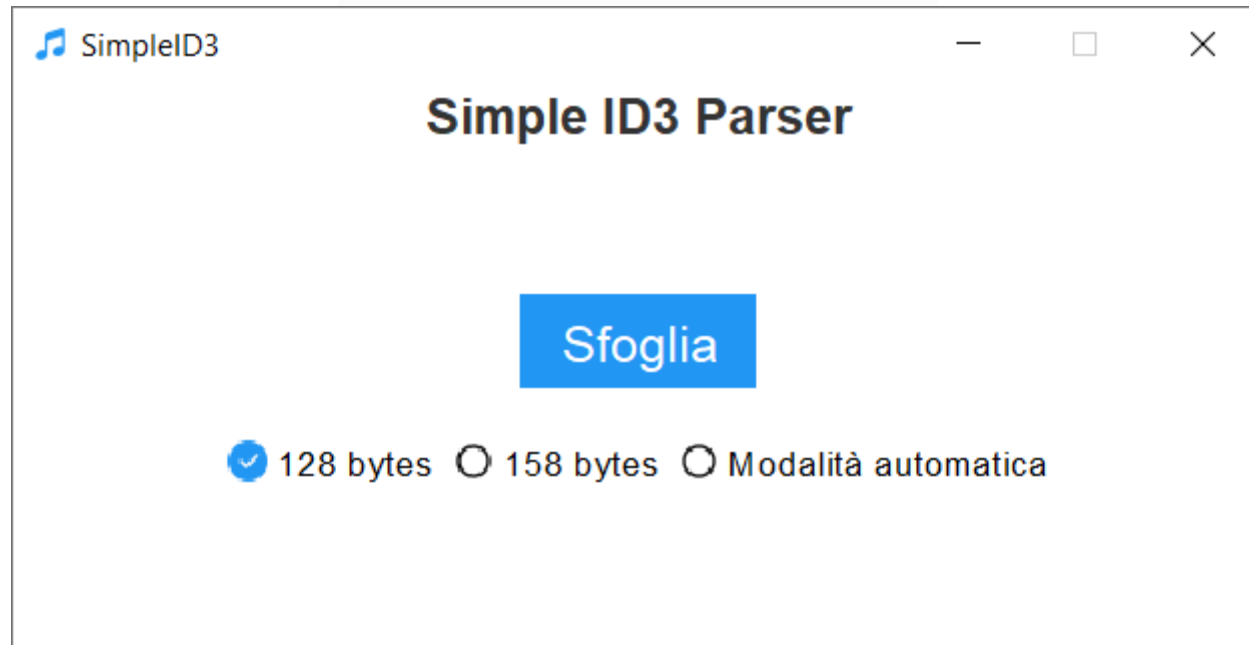 SimpleID3
Simple ID3 Parser
Sfoglia
128 bytes 158 bytes Modalità automatica